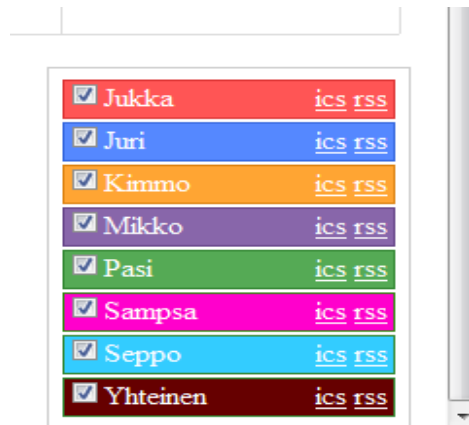 Jukka ics rss
Juri ics rss
Kimmo ics rss
Mikko ics rss
Pasi ics rss
Sampsa ics rss
Seppo ics rss
Yhteinen ics rss